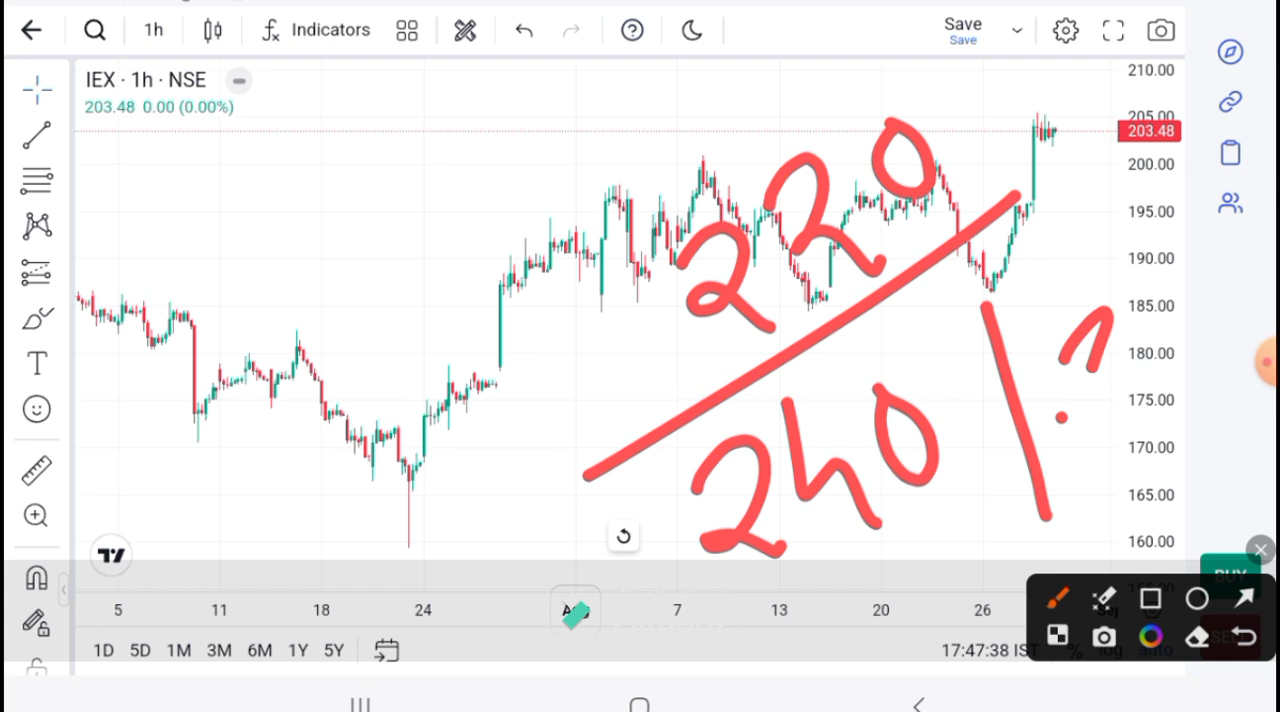 1h
Indicators
Save
Save
IEX · 1h · NSE
203.48 0.00 (0.00%)
210.00
205.00
203.48
200.00
195.00
190.00
185.00
180.00
175.00
170.00
165.00
160.00
220
240
?
T
BUY
5 11 18 24 7 13 20 26
1D 5D 1M 3M 6M 1Y 5Y
17:47:38 IST % log auto